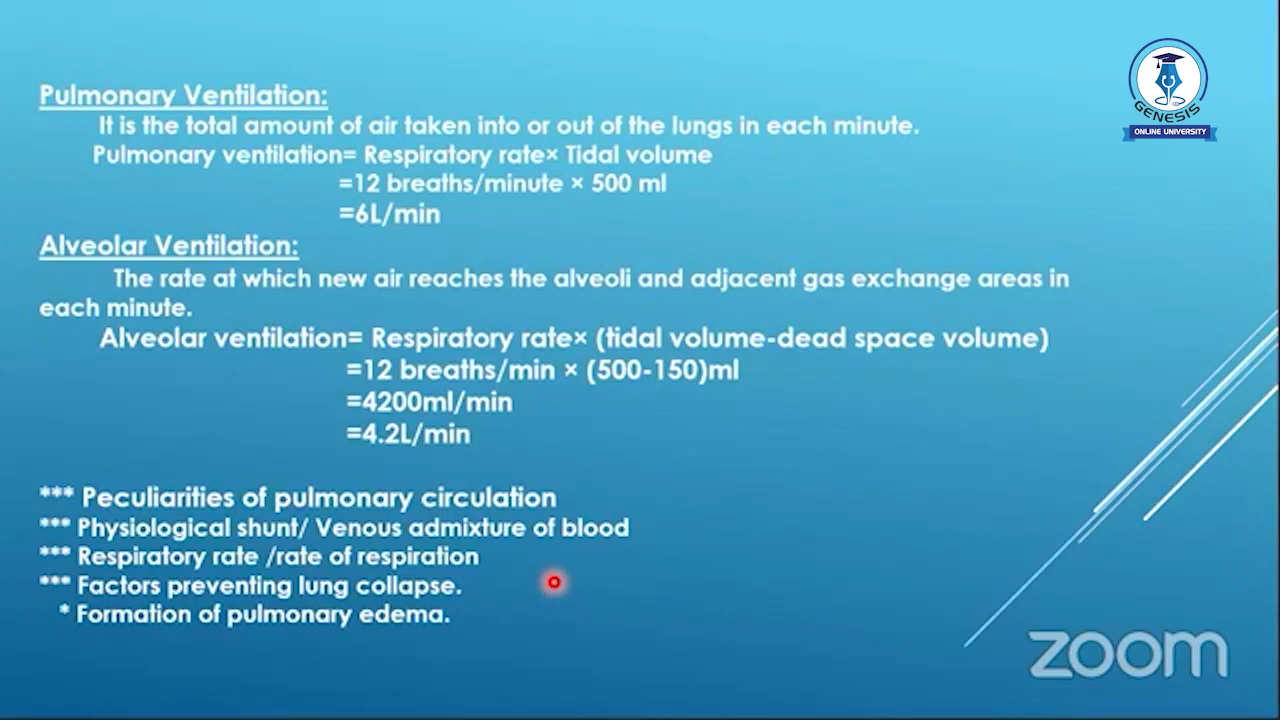 Pulmonary Ventilation:
It is the total amount of air taken into or out of the lungs in each minute.
Pulmonary ventilation= Respiratory rate× Tidal volume
=12 breaths/minute × 500 ml
=6L/min
Alveolar Ventilation:
The rate at which new air reaches the alveoli and adjacent gas exchange areas in
each minute.
Alveolar ventilation= Respiratory rate× (tidal volume-dead space volume)
=12 breaths/min × (500-150)ml
=4200ml/min
=4.2L/min
*** Peculiarities of pulmonary circulation
*** Physiological shunt/ Venous admixture of blood
*** Respiratory rate /rate of respiration
*** Factors preventing lung collapse.
* Formation of pulmonary edema.
GENESIS
ONLINE UNIVERSITY
zoom